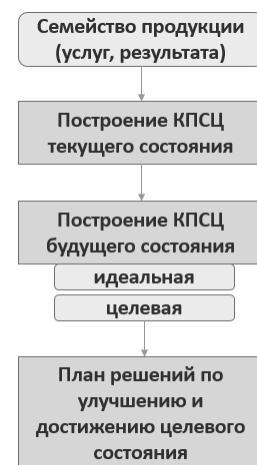 Семейство продукции
(услуг, результата)
Построение КПСЦ
текущего состояния
Построение КПСЦ
будущего состояния
идеальная
целевая
План решений по
улучшению и
достижению целевого
состояния